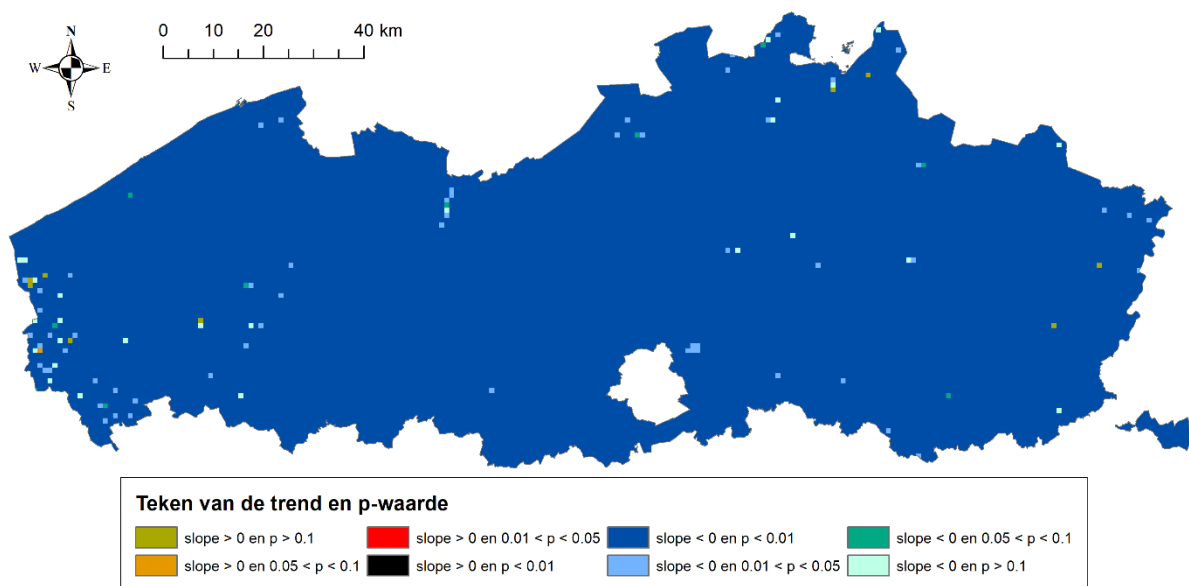 N
W E
S
0 10 20 40 km
Teken van de trend en p-waarde
slope > 0 en p > 0.1
slope > 0 en 0.01 < p < 0.05
slope < 0 en p < 0.01
slope < 0 en 0.05 < p < 0.1
slope > 0 en 0.05 < p < 0.1
slope > 0 en p < 0.01
slope < 0 en 0.01 < p < 0.05
slope < 0 en p > 0.1